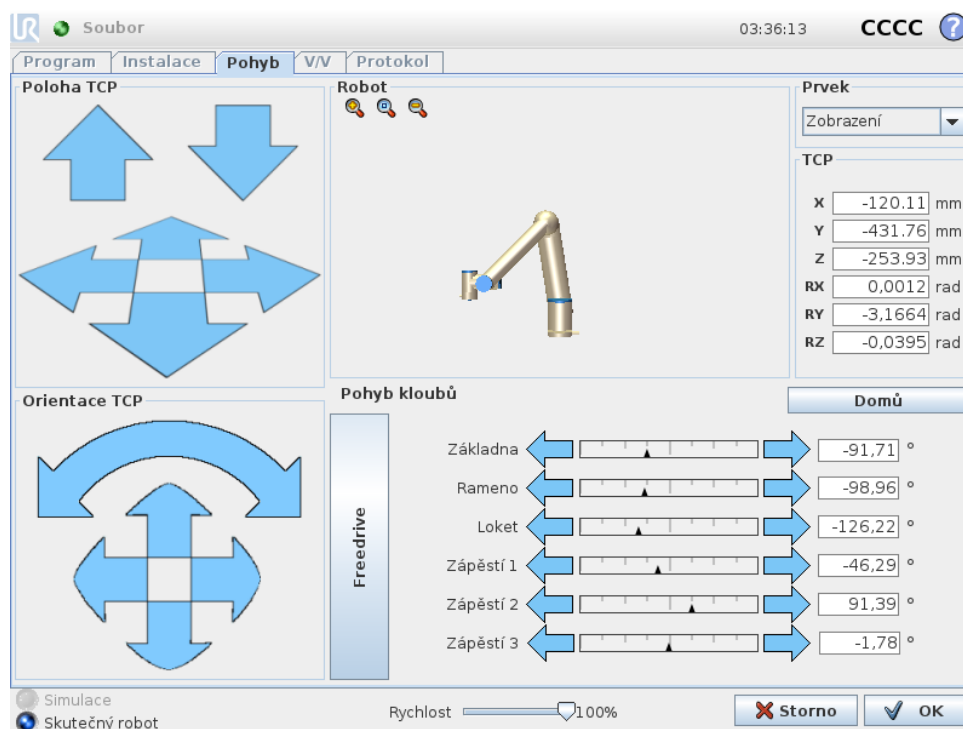 UR Soubor 03:36:13 CCCC ?
Program Instalace Pohyb V/V Protokol
Poloha TCP
Robot
Prvek
Zobrazení
TCP
X -120.11 mm
Y -431.76 mm
Z -253.93 mm
RX 0,0012 rad
RY -3,1664 rad
RZ -0,0395 rad
Orientace TCP
Pohyb kloubů
Domů
Freedrive
Základna -91,71 °
Rameno -98,96 °
Loket -126,22 °
Zápěstí 1 -46,29 °
Zápěstí 2 91,39 °
Zápěstí 3 -1,78 °
Simulace
Skutečný robot
Rychlost 100%
Storno
OK